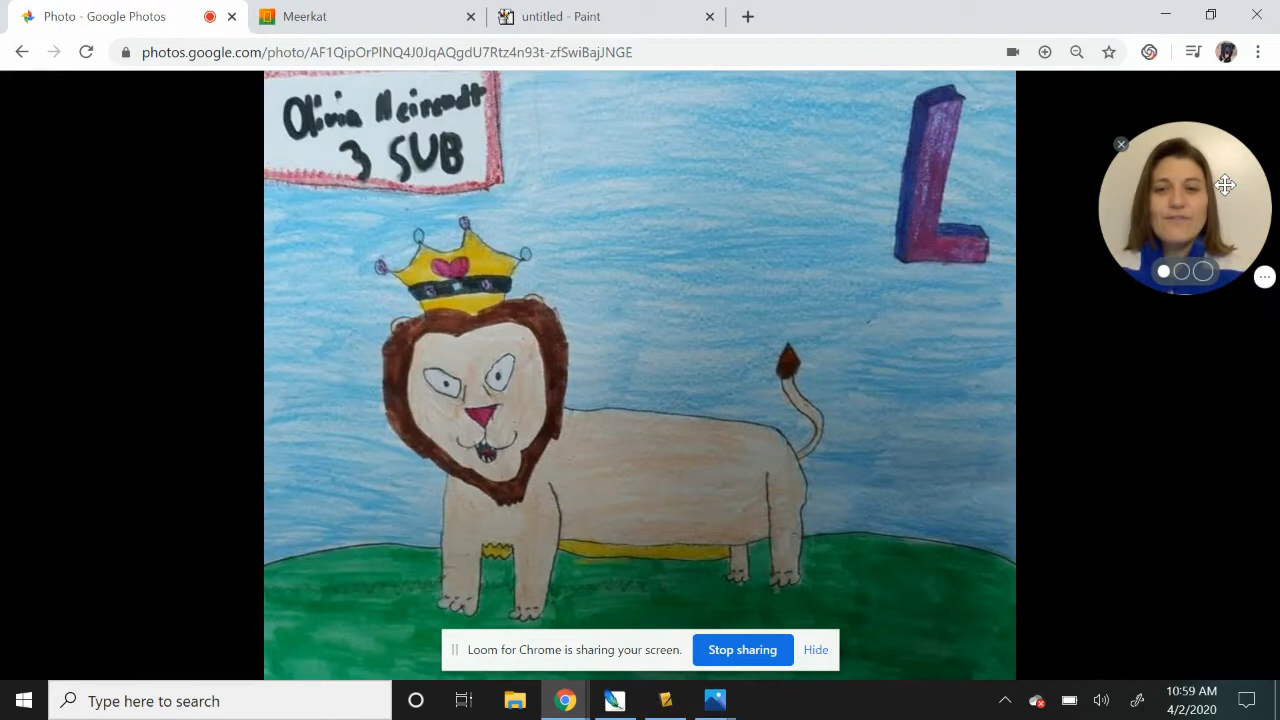 Photo - Google Photos
Meerkat
untitled - Paint
photos.google.com/photo/AF1QipOrPlNQ4J0JqAQgdU7Rtz4n93t-zfSwiBajJNGE
Olivia
3 SUB
L
Loom for Chrome is sharing your screen.
Stop sharing
Hide
Type here to search
10:59 AM
4/2/2020